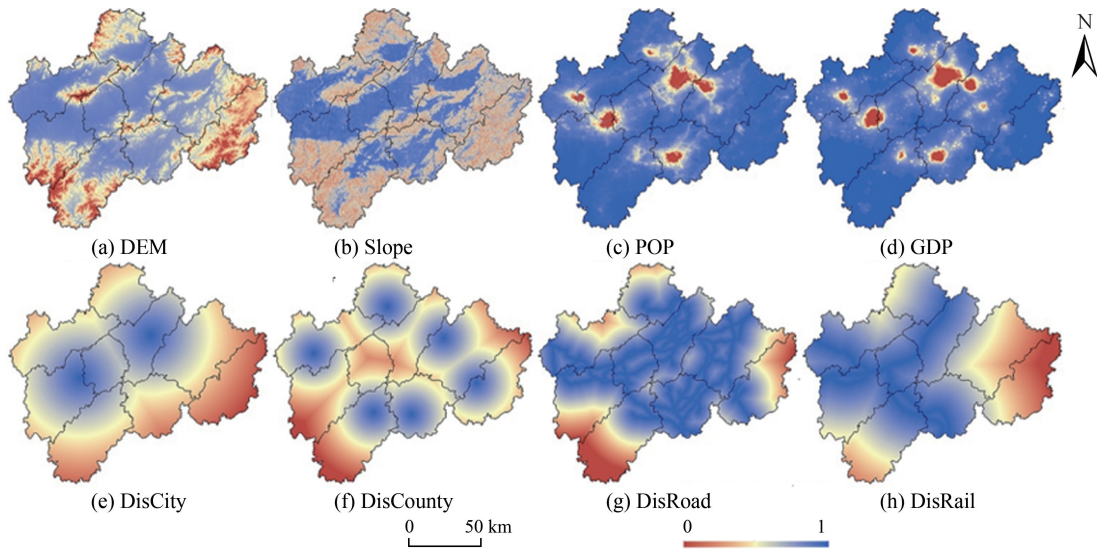 N
(a) DEM
(b) Slope
(c) POP
(d) GDP
(e) DisCity
(f) DisCounty
(g) DisRoad
(h) DisRail
0 50 km
0 1